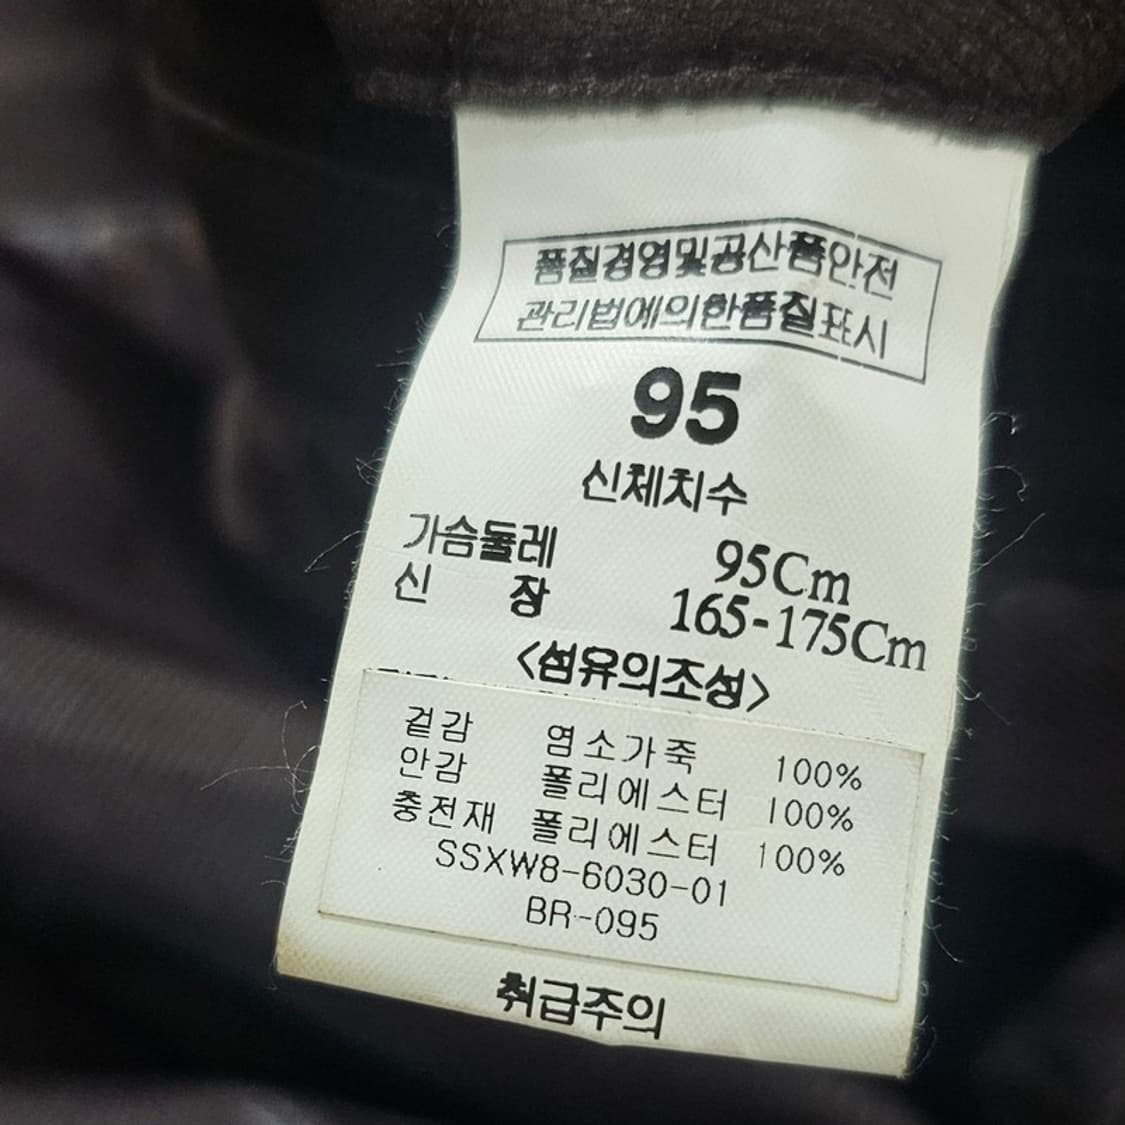 품질경영및공산품안전
관리법에의한품질표시
95
신체치수
가슴둘레 95Cm
신 장 165-175Cm
<섬유의조성>
겉감 염소가죽 100%
안감 폴리에스터 100%
충전재 폴리에스터 100%
SSXW8-6030-01
BR-095
취급주의